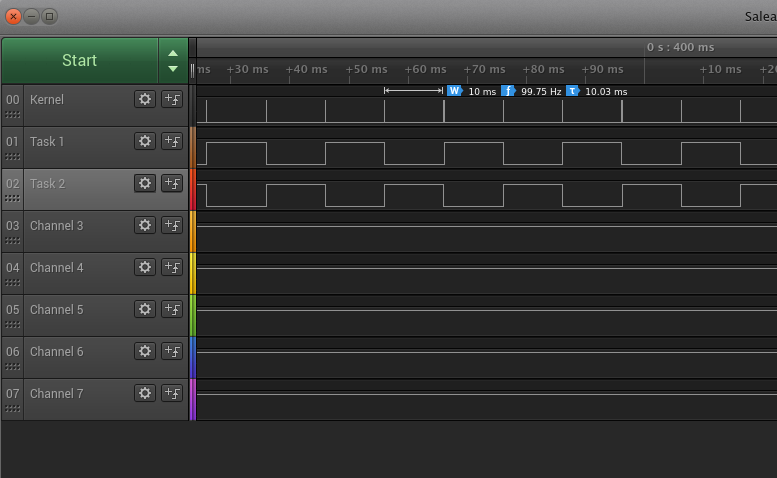 Salea
Start
0 s : 400 ms
ms +30 ms +40 ms +50 ms +60 ms +70 ms +80 ms +90 ms +10 ms +20
00 Kernel
W 10 ms f 99.75 Hz T 10.03 ms
01 Task 1
02 Task 2
03 Channel 3
04 Channel 4
05 Channel 5
06 Channel 6
07 Channel 7